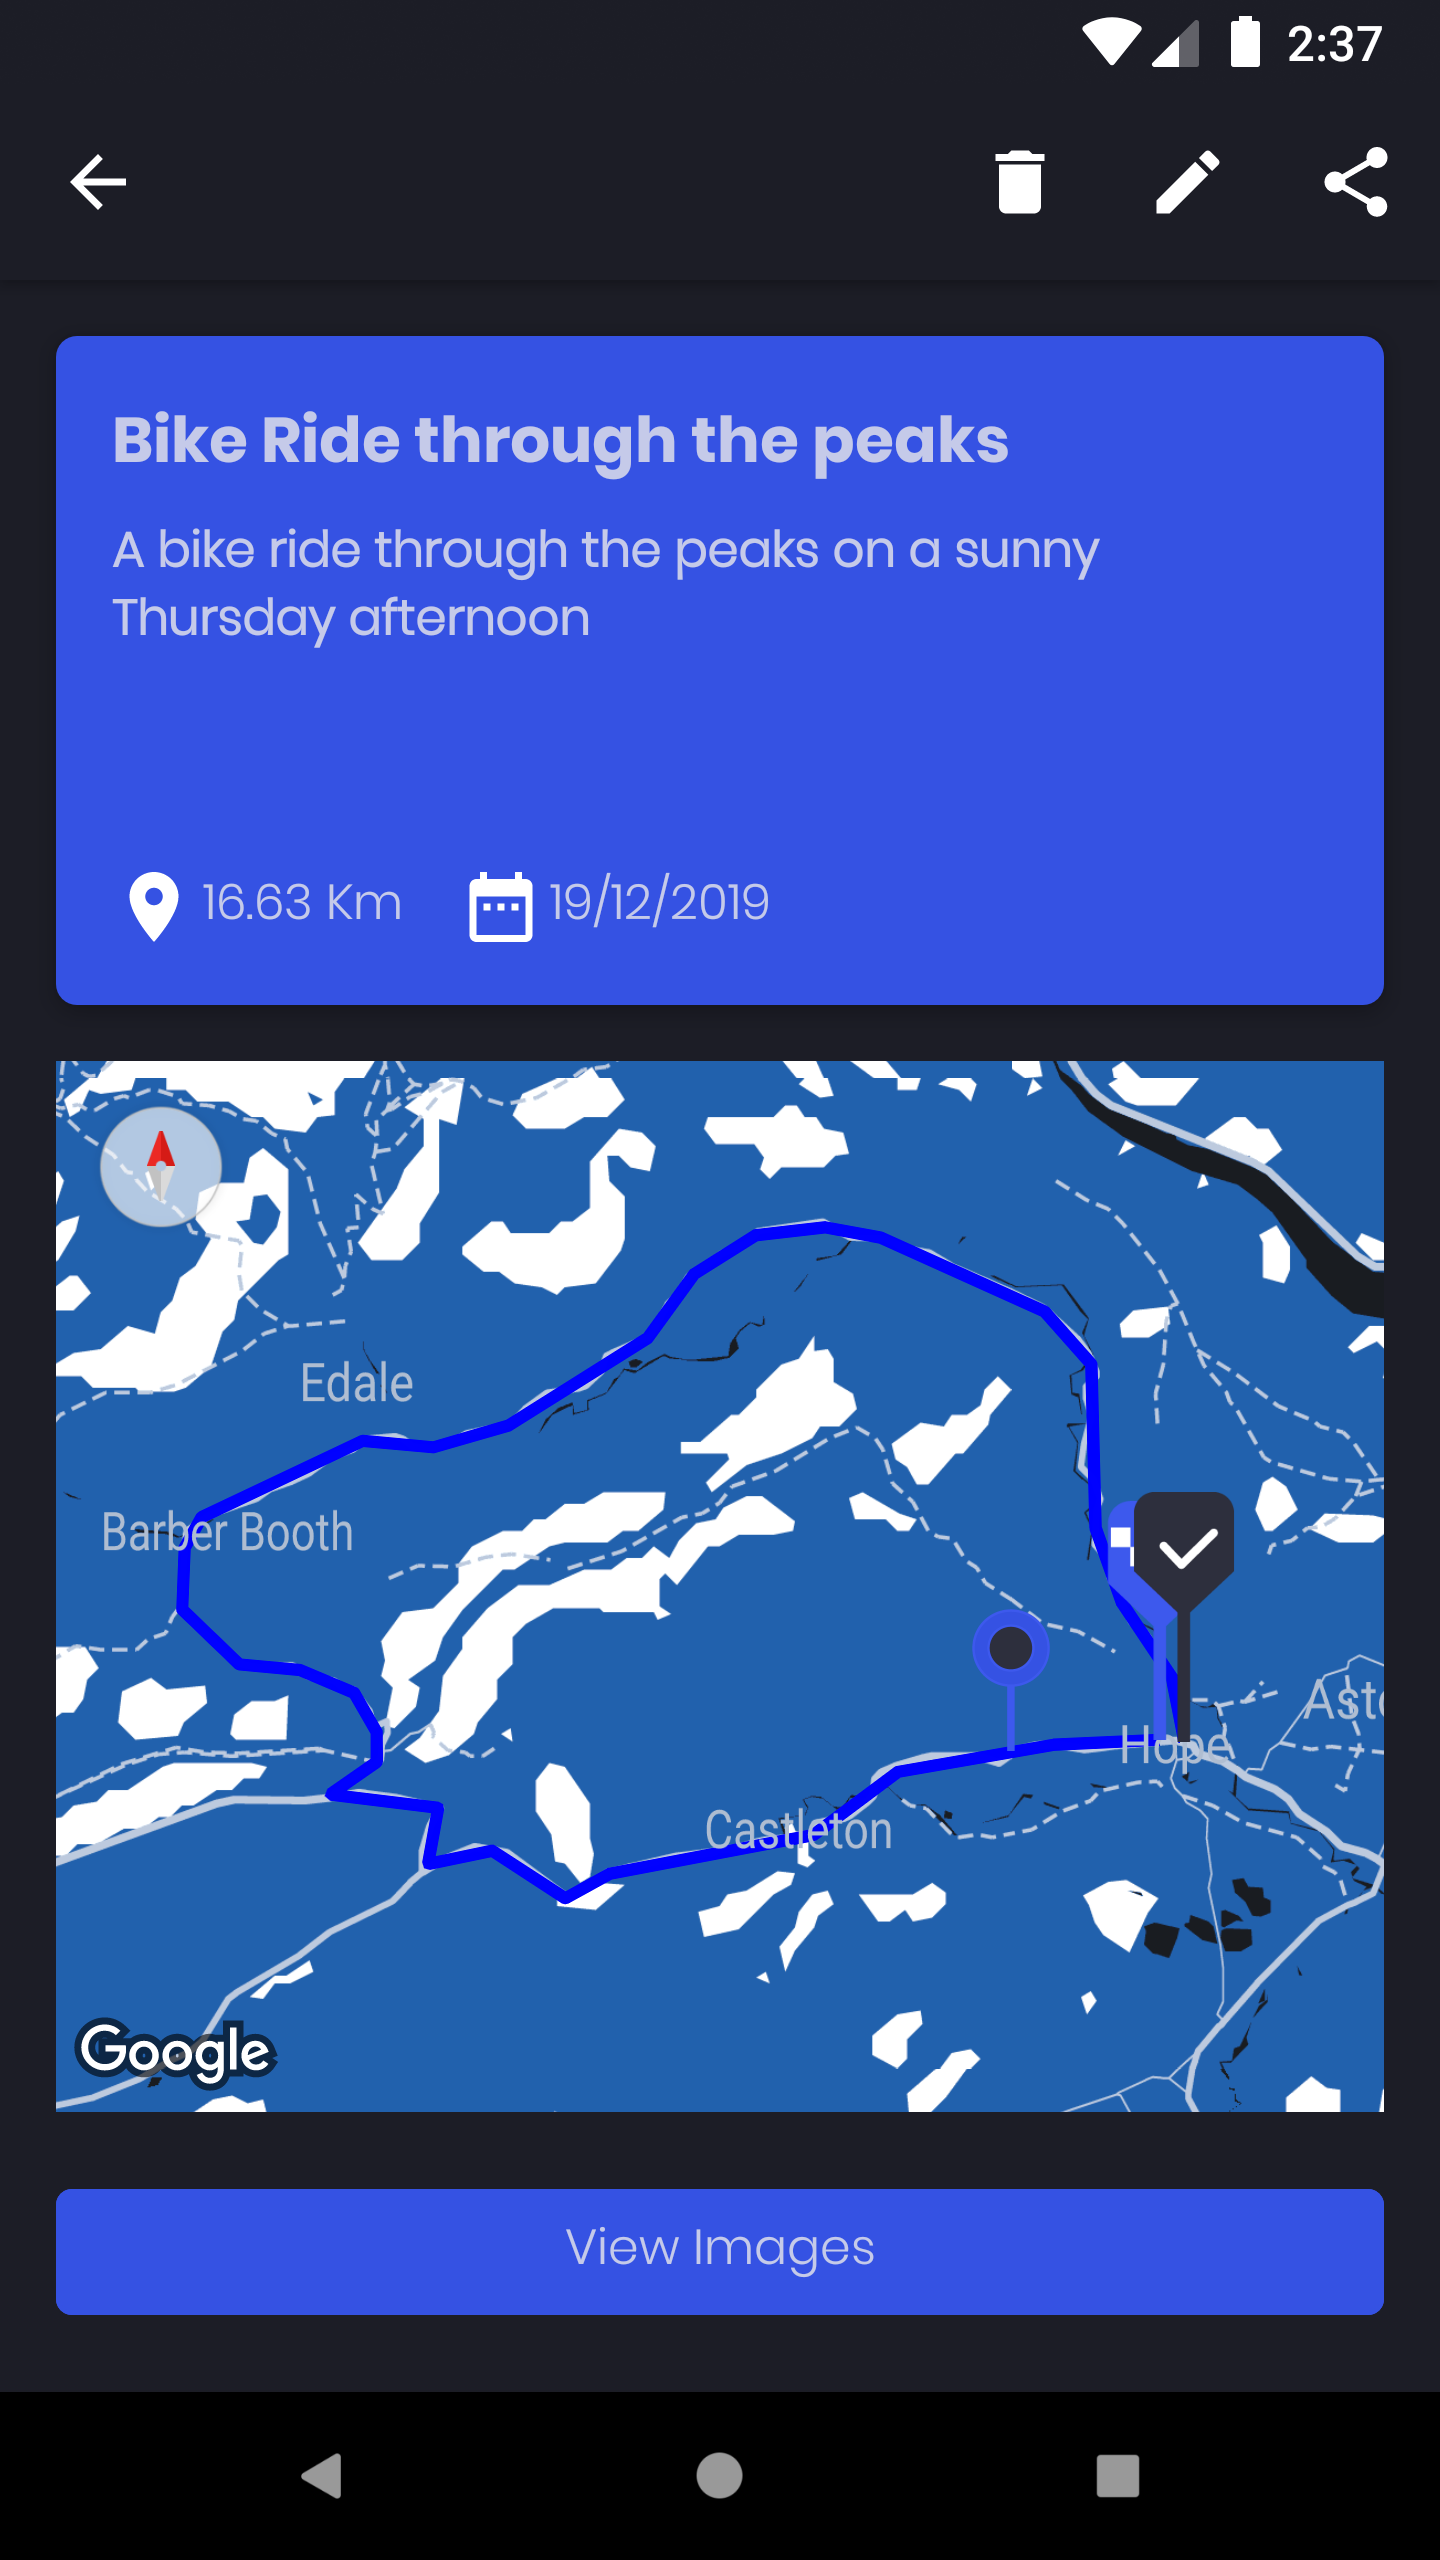 2:37
Bike Ride through the peaks
A bike ride through the peaks on a sunny
Thursday afternoon
16.63 Km
19/12/2019
Edale
Barber Booth
Asto
Hope
Castleton
Google
View Images